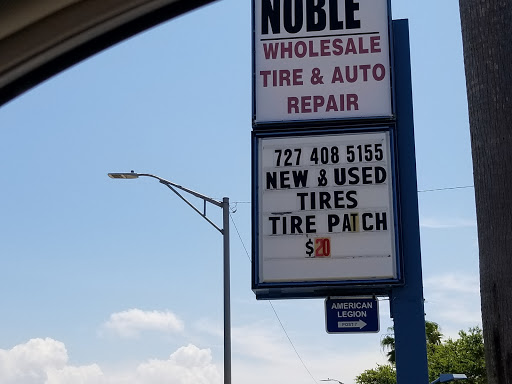 NOBLE
WHOLESALE
TIRE & AUTO
REPAIR
727 408 5155
NEW & USED
TIRES
TIRE PATCH
$20
AMERICAN
LEGION